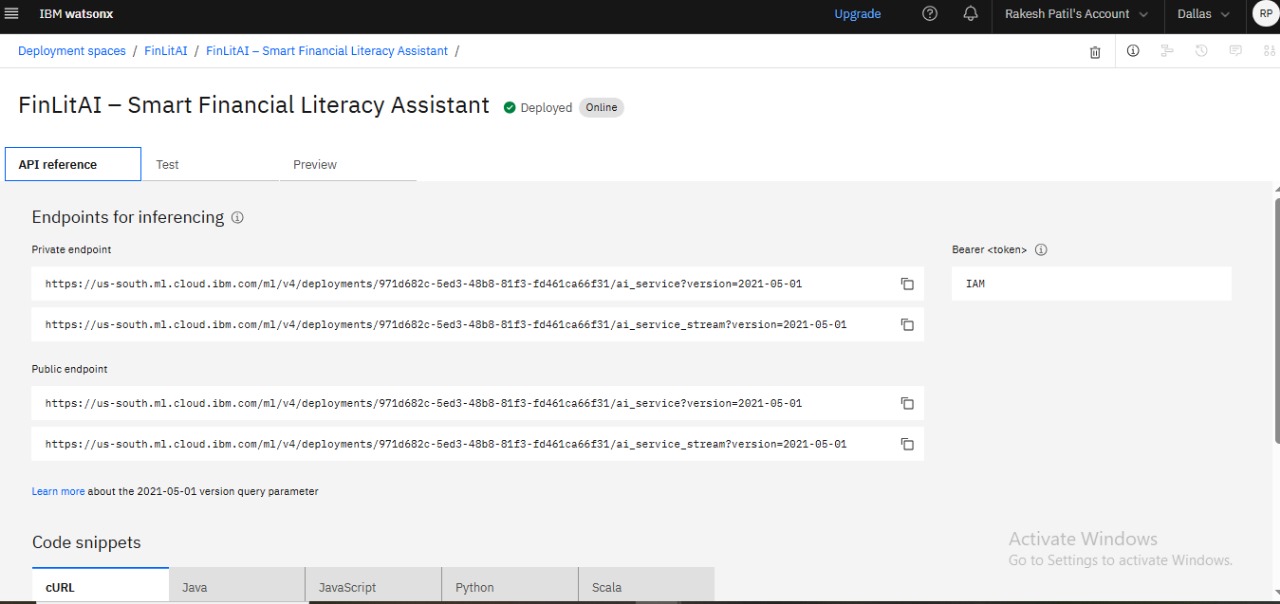 IBM watsonx Upgrade Rakesh Patil's Account Dallas RP
Deployment spaces / FinLitAI / FinLitAI – Smart Financial Literacy Assistant /
FinLitAI – Smart Financial Literacy Assistant Deployed Online
API reference Test Preview
Endpoints for inferencing
Private endpoint Bearer <token>
https://us-south.ml.cloud.ibm.com/ml/v4/deployments/971d682c-5ed3-48b8-81f3-fd461ca66f31/ai_service?version=2021-05-01 IAM
https://us-south.ml.cloud.ibm.com/ml/v4/deployments/971d682c-5ed3-48b8-81f3-fd461ca66f31/ai_service_stream?version=2021-05-01
Public endpoint
https://us-south.ml.cloud.ibm.com/ml/v4/deployments/971d682c-5ed3-48b8-81f3-fd461ca66f31/ai_service?version=2021-05-01
https://us-south.ml.cloud.ibm.com/ml/v4/deployments/971d682c-5ed3-48b8-81f3-fd461ca66f31/ai_service_stream?version=2021-05-01
Learn more about the 2021-05-01 version query parameter
Code snippets
Activate Windows
Go to Settings to activate Windows.
cURL Java JavaScript Python Scala